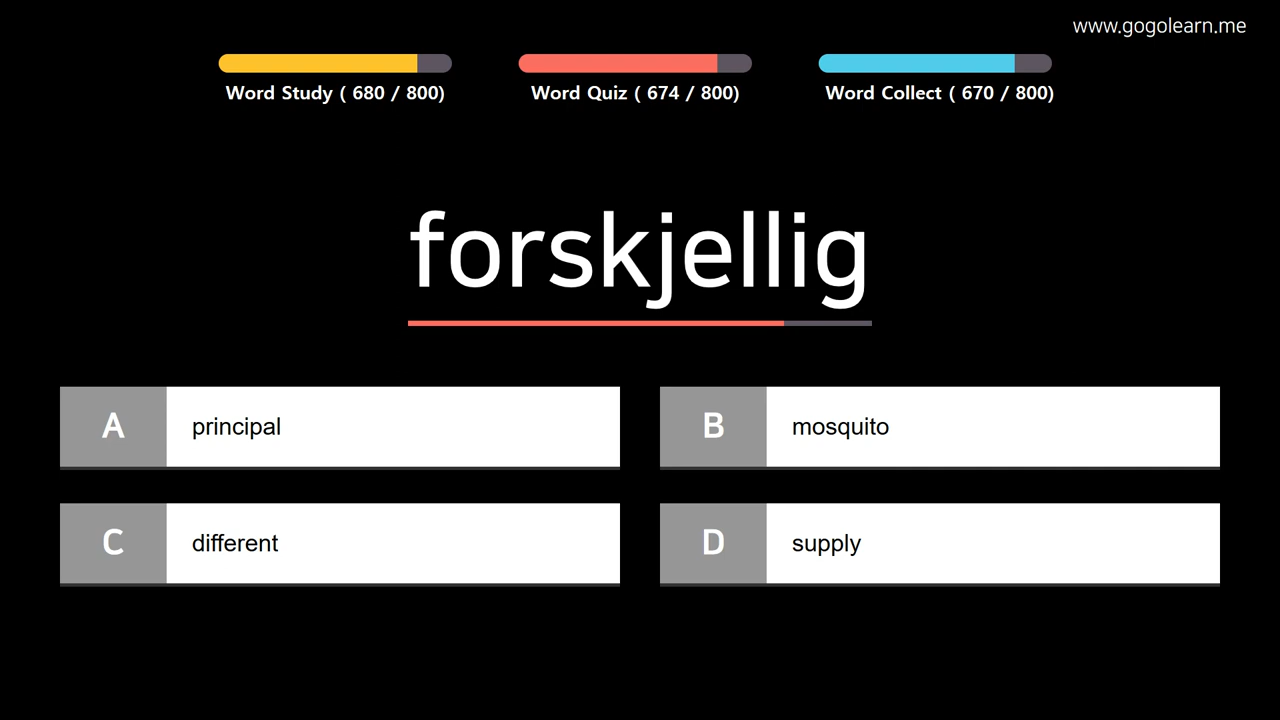 www.gogolearn.me
Word Study ( 680 / 800)
Word Quiz ( 674 / 800)
Word Collect ( 670 / 800)
forskjellig
A principal
B mosquito
C different
D supply